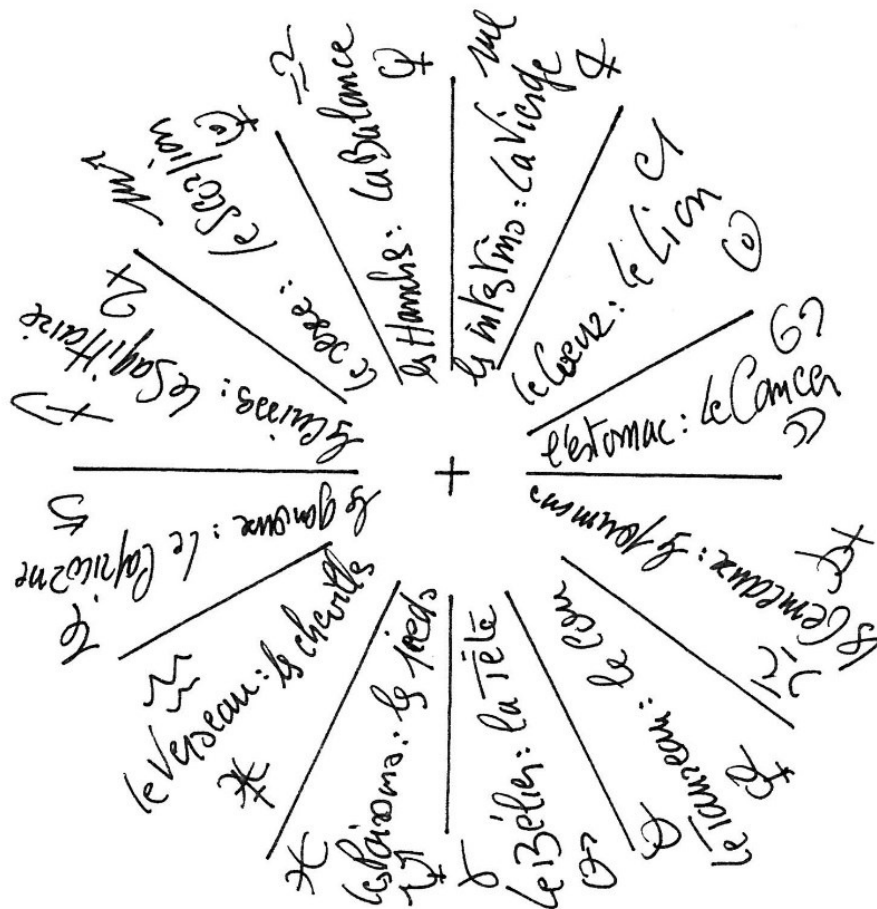 le Bélier : la Tête
le Taureau : le Cou
les Gemeaux : les poumons
l'estomac : le Cancer
le Coeur : le Lion
les intestins : la Vierge
les Hanches : la Balance
le sexe : le Scorpion
les cuisses : le Sagittaire
les genoux : le Capricorne
le Verseau : les chevilles
les Poissons : les pieds